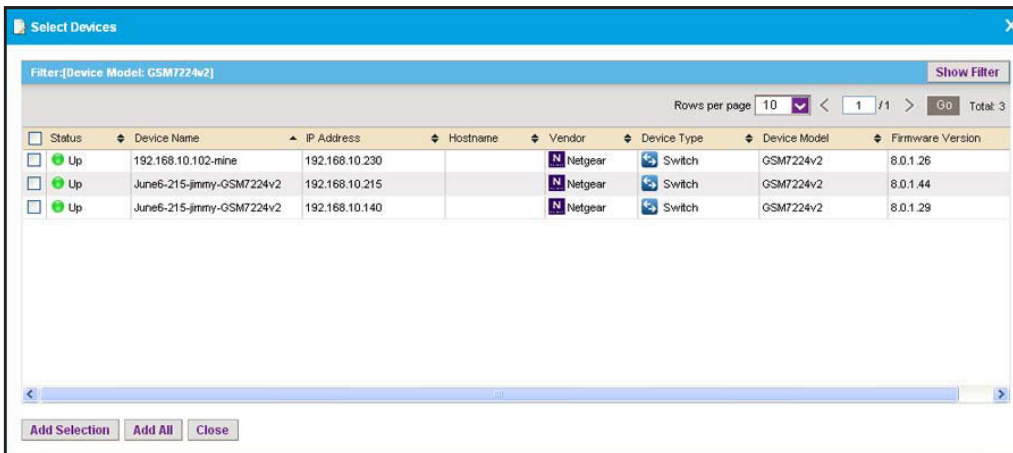 Select Devices
Filter:[Device Model: GSM7224v2] Show Filter
Rows per page 10 < 1 /1 > Go Total: 3
Status Device Name IP Address Hostname Vendor Device Type Device Model Firmware Version
Up 192.168.10.102-mine 192.168.10.230 N Netgear Switch GSM7224v2 8.0.1.26
Up June6-215-jimmy-GSM7224v2 192.168.10.215 N Netgear Switch GSM7224v2 8.0.1.44
Up June6-215-jimmy-GSM7224v2 192.168.10.140 N Netgear Switch GSM7224v2 8.0.1.29
Add Selection Add All Close